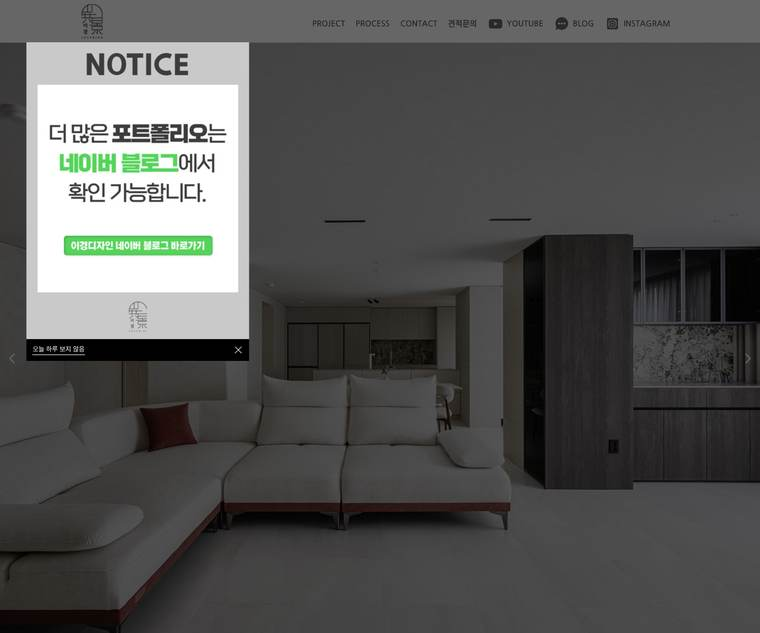 PROJECT PROCESS CONTACT 견적문의 YOUTUBE BLOG INSTAGRAM
NOTICE
더 많은 포트폴리오는
네이버 블로그에서
확인 가능합니다.
이경디자인 네이버 블로그 바로가기
오늘 하루 보지 않음